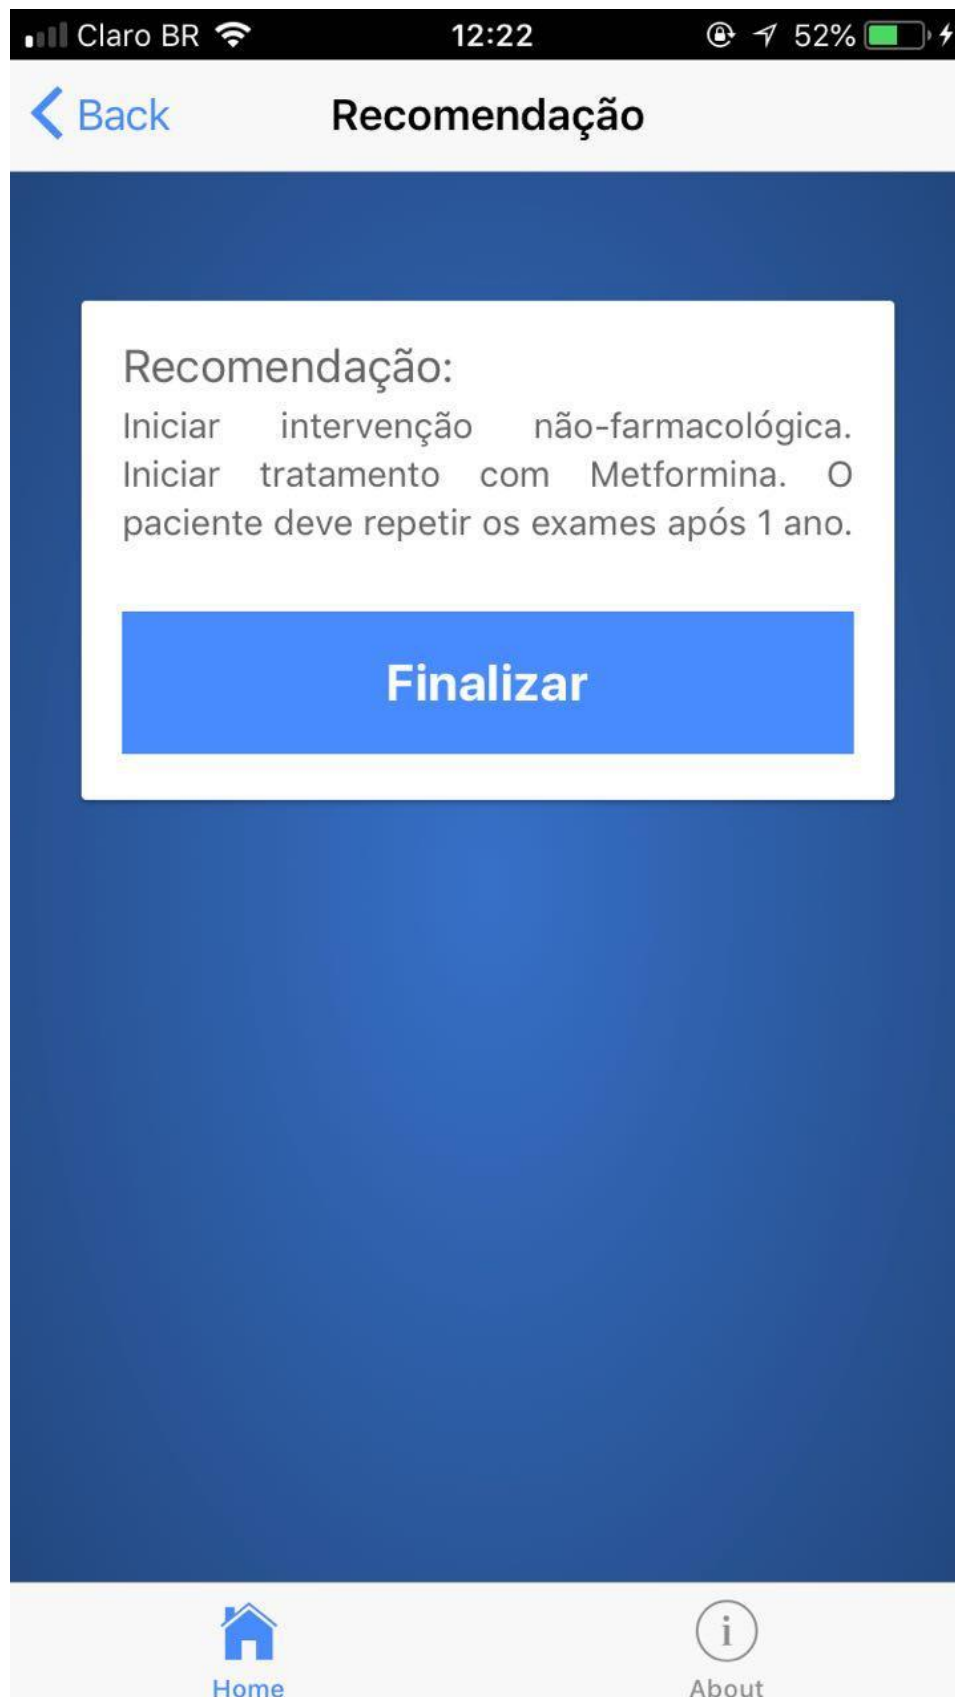 Claro BR 12:22 52%
Back Recomendação
Recomendação:
Iniciar intervenção não-farmacológica.
Iniciar tratamento com Metformina. O
paciente deve repetir os exames após 1 ano.
Finalizar
i
Home About